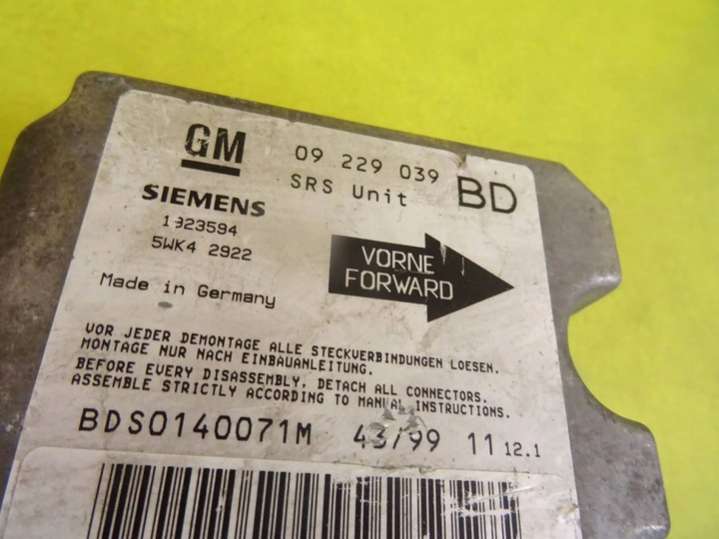 GM 09 229 039 BD
SRS Unit
SIEMENS
5WK4 2922
VORNE
FORWARD
Made in Germany
VOR JEDER DEMONTAGE ALLE STECKVERBINDUNGEN LOESEN.
MONTAGE NUR NACH EINBAUANLEITUNG.
BEFORE EVERY DISASSEMBLY, DETACH ALL CONNECTORS.
ASSEMBLE STRICTLY ACCORDING TO MANUAL INSTRUCTIONS.
BDS0140071M 43/99 11 12.1